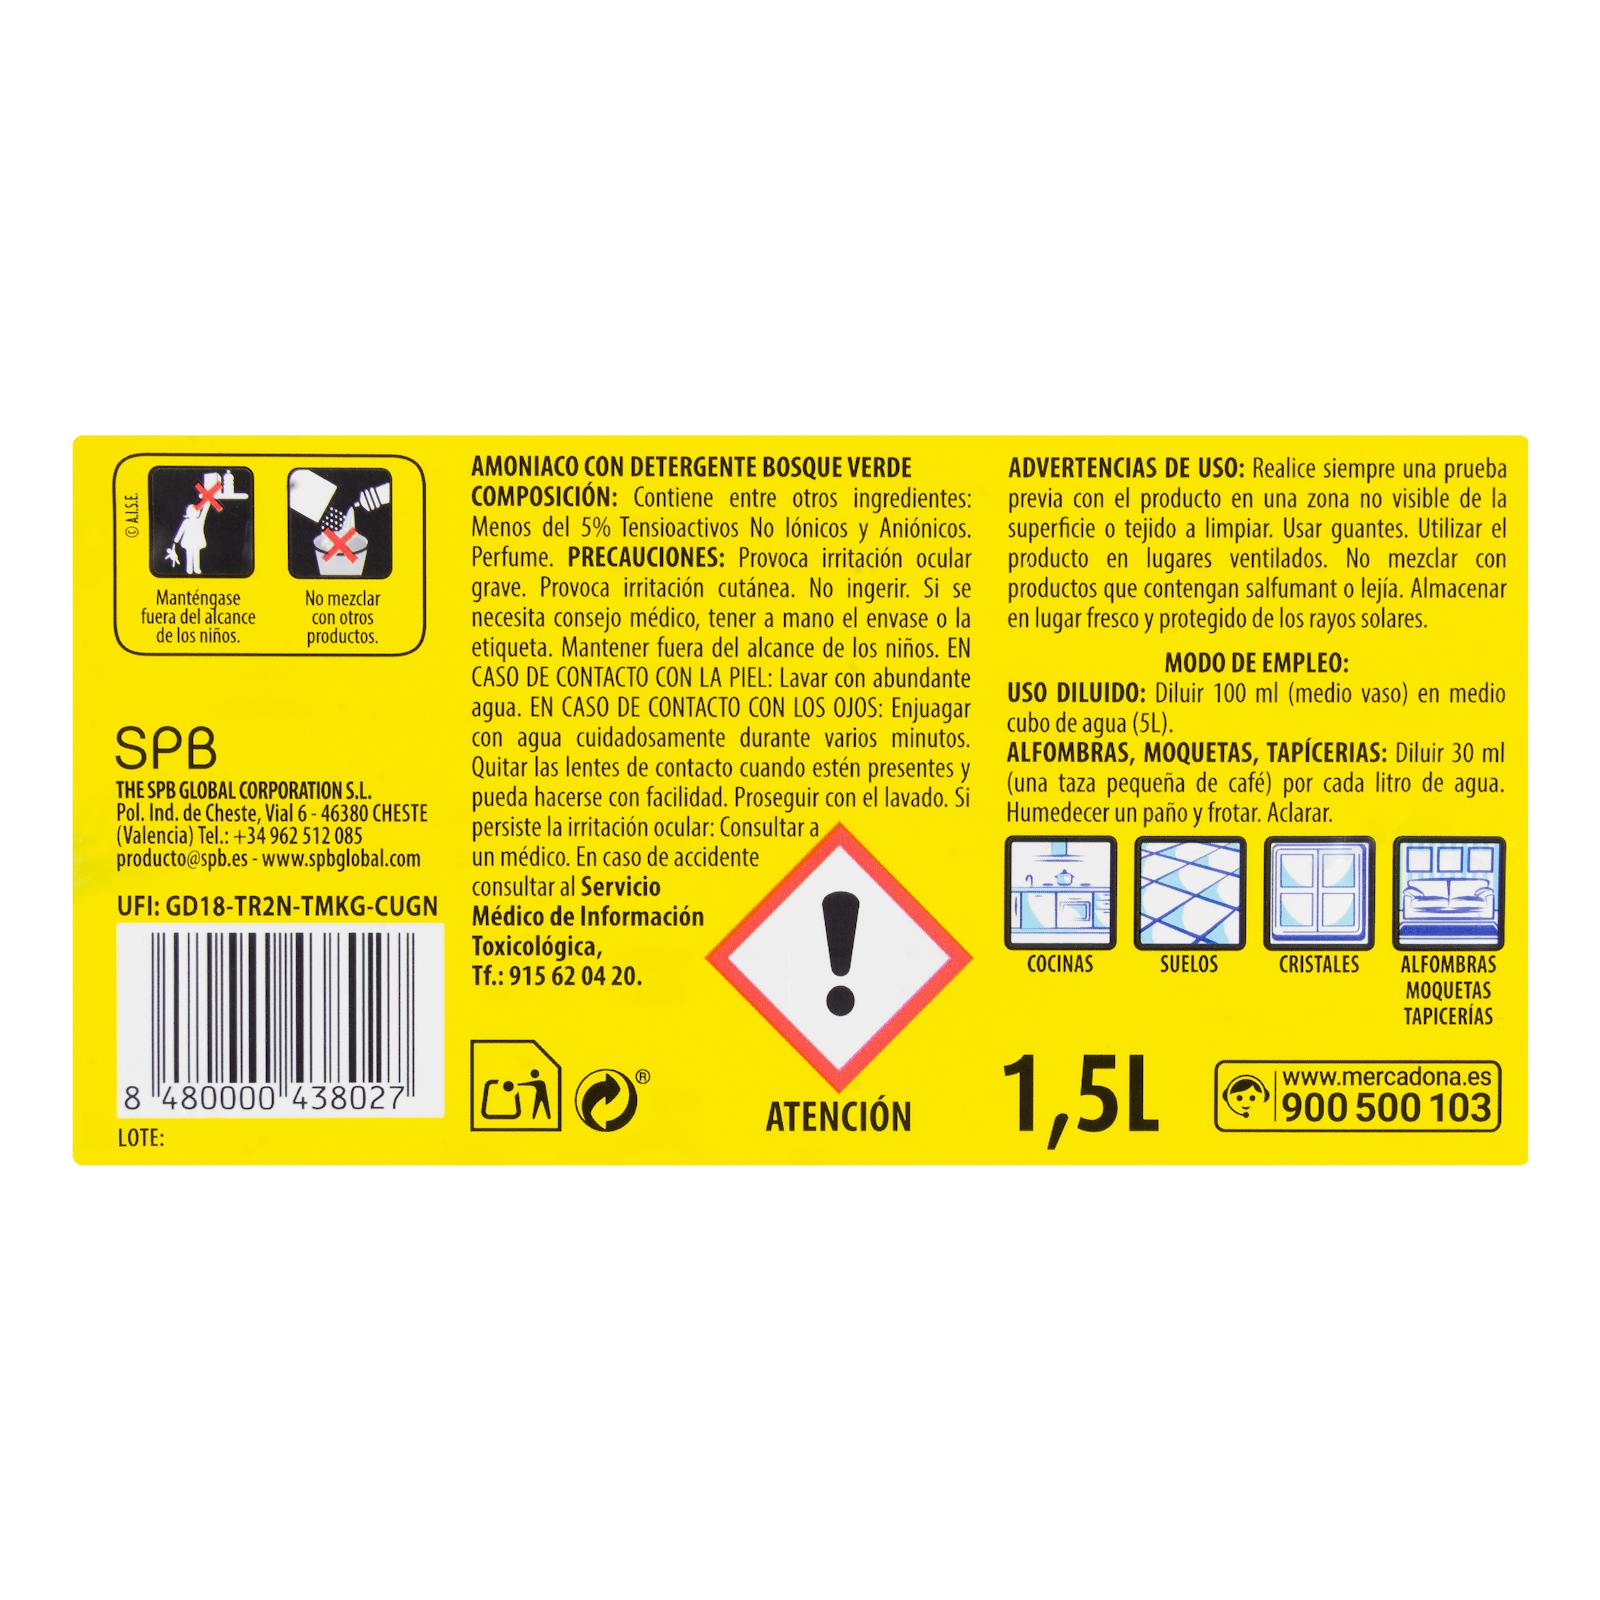 © A.I.S.E.
Manténgase
fuera del alcance
de los niños.
No mezclar
con otros
productos.
SPB
THE SPB GLOBAL CORPORATION S.L.
Pol. Ind. de Cheste, Vial 6 - 46380 CHESTE
(Valencia) Tel.: +34 962 512 085
producto@spb.es - www.spbglobal.com
UFI: GD18-TR2N-TMKG-CUGN
8 480000 438027
LOTE:
AMONIACO CON DETERGENTE BOSQUE VERDE
COMPOSICIÓN: Contiene entre otros ingredientes:
Menos del 5% Tensioactivos No Iónicos y Aniónicos.
Perfume. PRECAUCIONES: Provoca irritación ocular
grave. Provoca irritación cutánea. No ingerir. Si se
necesita consejo médico, tener a mano el envase o la
etiqueta. Mantener fuera del alcance de los niños. EN
CASO DE CONTACTO CON LA PIEL: Lavar con abundante
agua. EN CASO DE CONTACTO CON LOS OJOS: Enjuagar
con agua cuidadosamente durante varios minutos.
Quitar las lentes de contacto cuando estén presentes y
pueda hacerse con facilidad. Proseguir con el lavado. Si
persiste la irritación ocular: Consultar a
un médico. En caso de accidente
consultar al Servicio
Médico de Información
Toxicológica,
Tf.: 915 62 04 20.
®
ATENCIÓN
ADVERTENCIAS DE USO: Realice siempre una prueba
previa con el producto en una zona no visible de la
superficie o tejido a limpiar. Usar guantes. Utilizar el
producto en lugares ventilados. No mezclar con
productos que contengan salfumant o lejía. Almacenar
en lugar fresco y protegido de los rayos solares.
MODO DE EMPLEO:
USO DILUIDO: Diluir 100 ml (medio vaso) en medio
cubo de agua (5L).
ALFOMBRAS, MOQUETAS, TAPÍCERIAS: Diluir 30 ml
(una taza pequeña de café) por cada litro de agua.
Humedecer un paño y frotar. Aclarar.
COCINAS
SUELOS
CRISTALES
ALFOMBRAS
MOQUETAS
TAPICERÍAS
1,5L
www.mercadona.es
900 500 103